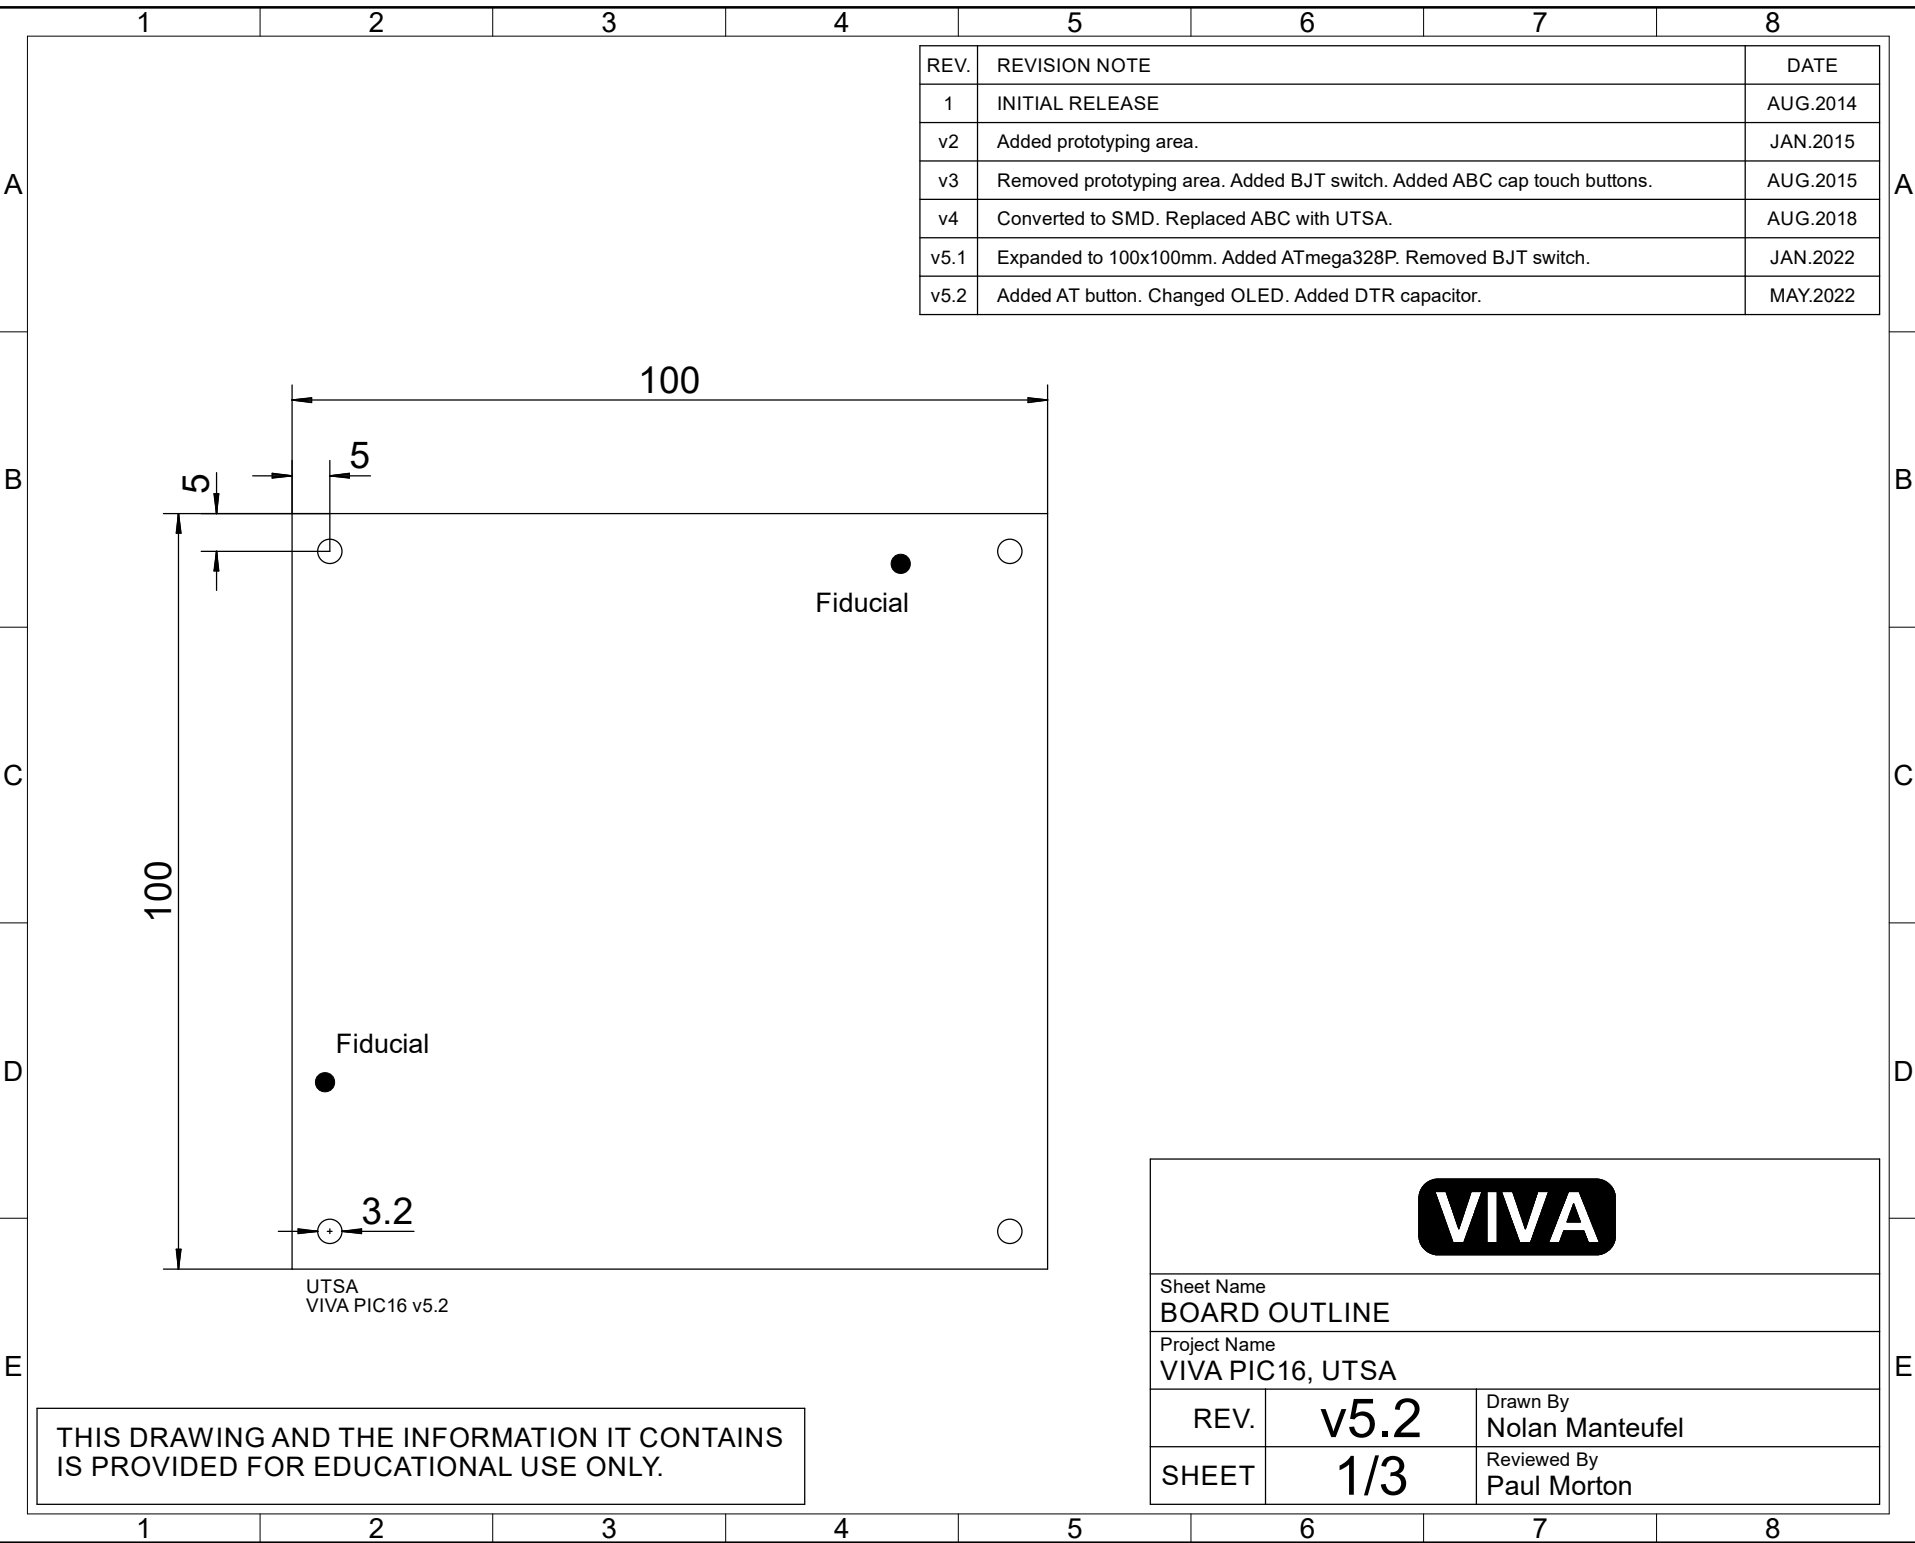 1 2 3 4 5 6 7 8
REV. REVISION NOTE DATE
1 INITIAL RELEASE AUG.2014
v2 Added prototyping area. JAN.2015
v3 Removed prototyping area. Added BJT switch. Added ABC cap touch buttons. AUG.2015
v4 Converted to SMD. Replaced ABC with UTSA. AUG.2018
v5.1 Expanded to 100x100mm. Added ATmega328P. Removed BJT switch. JAN.2022
v5.2 Added AT button. Changed OLED. Added DTR capacitor. MAY.2022
A A
100
5
5
B B
Fiducial
C C
100
Fiducial
D D
3.2
UTSA
VIVA PIC16 v5.2
VIVA
Sheet Name
BOARD OUTLINE
Project Name
VIVA PIC16, UTSA
E E
REV. v5.2 Drawn By
Nolan Manteufel
SHEET 1/3 Reviewed By
Paul Morton
THIS DRAWING AND THE INFORMATION IT CONTAINS
IS PROVIDED FOR EDUCATIONAL USE ONLY.
1 2 3 4 5 6 7 8